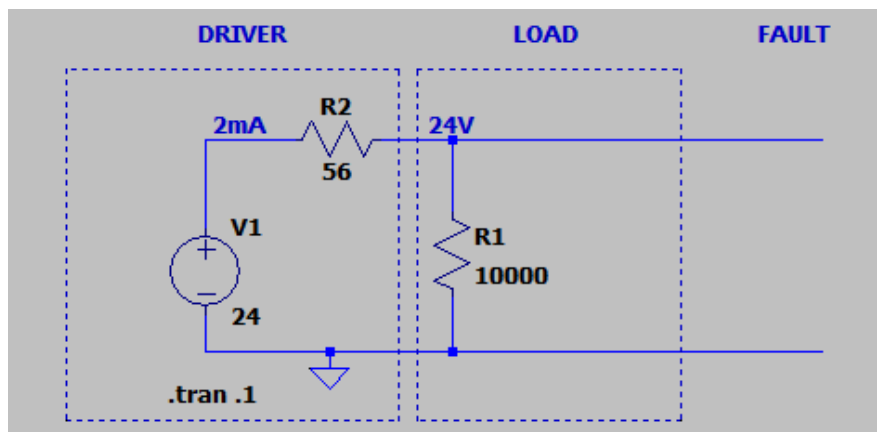 DRIVER LOAD FAULT
R2
2mA 24V
56
V1
R1
10000
24
.tran .1